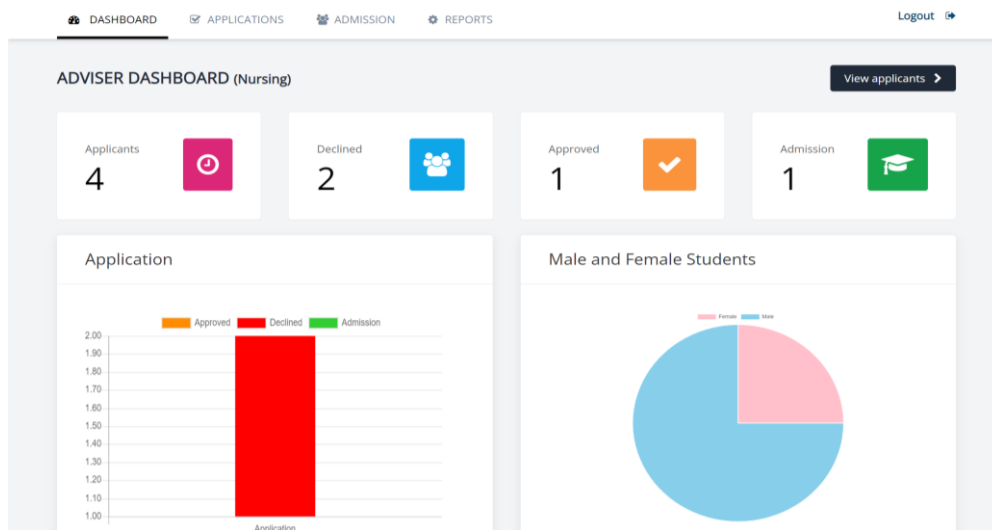 DASHBOARD APPLICATIONS ADMISSION REPORTS Logout
ADVISER DASHBOARD (Nursing) View applicants
Applicants Declined Approved Admission
4 2 1 1
Application Male and Female Students
Approved Declined Admission
Female Male
2.00
1.90
1.80
1.70
1.60
1.50
1.40
1.30
1.20
1.10
1.00
Application